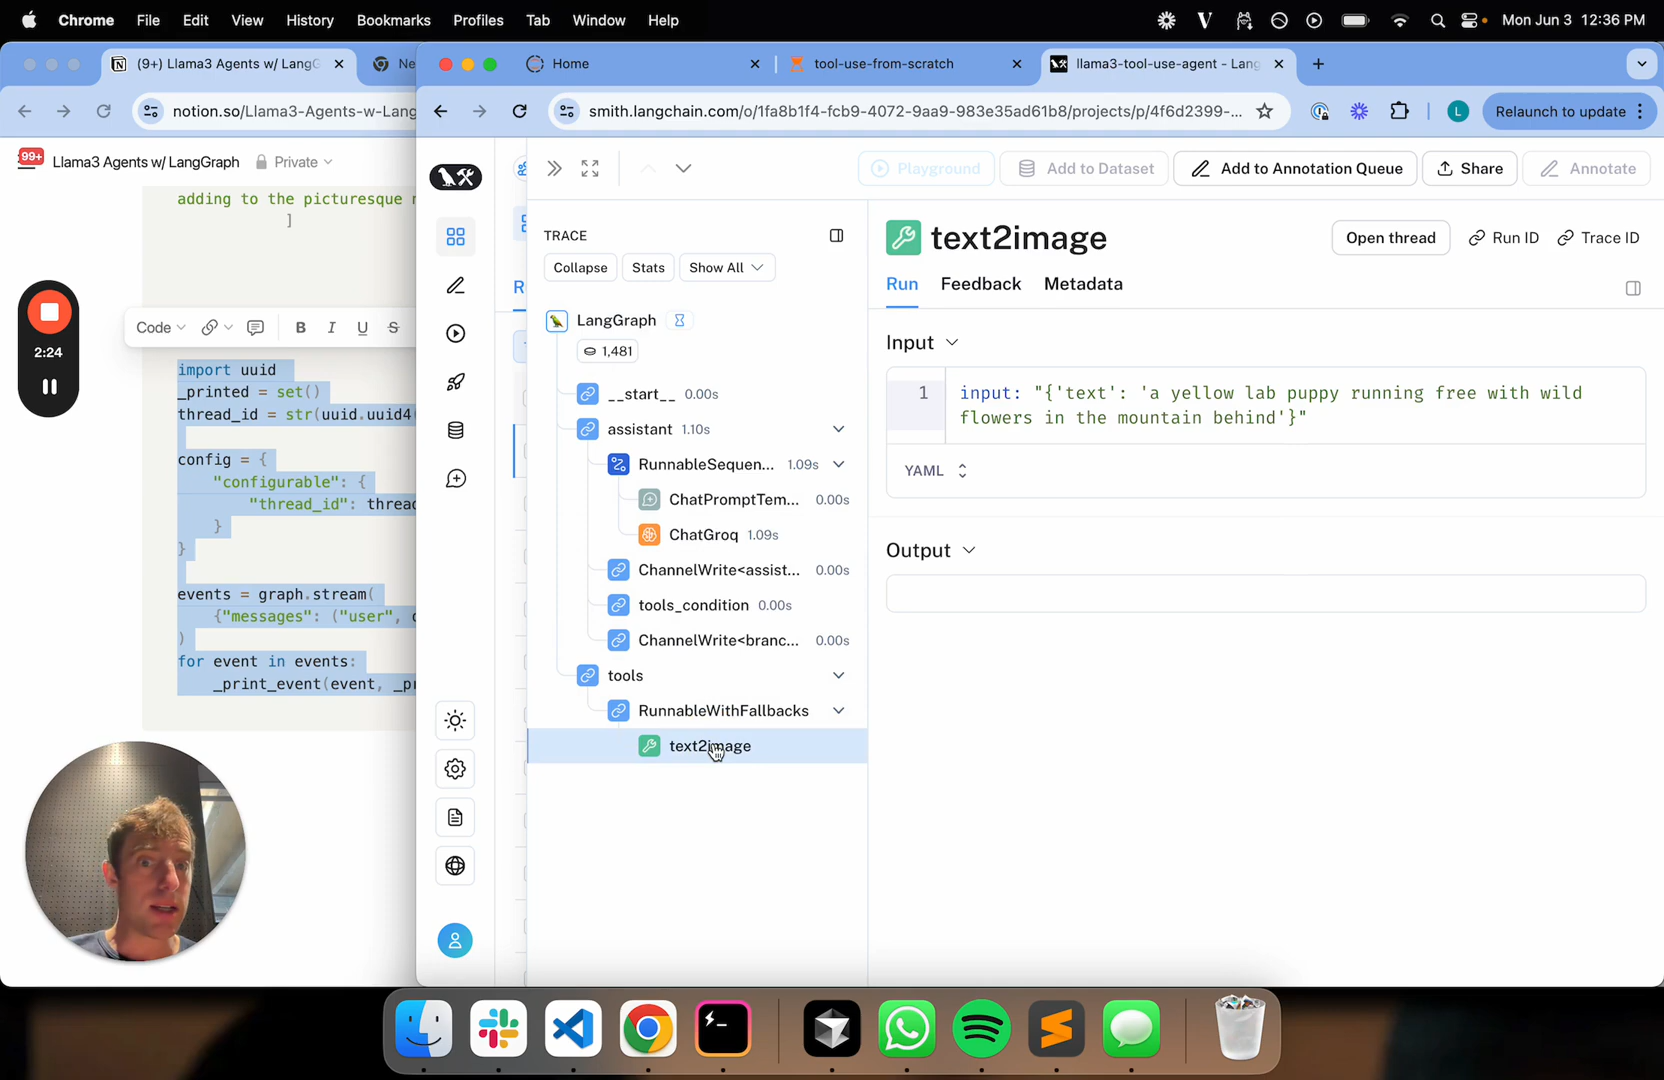 Chrome File Edit View History Bookmarks Profiles Tab Window Help
Mon Jun 3 12:36 PM
(9+) Llama3 Agents w/ LangG
Ne
Home
tool-use-from-scratch
llama3-tool-use-agent - Lang
notion.so/Llama3-Agents-w-Lang
smith.langchain.com/o/1fa8b1f4-fcb9-4072-9aa9-983e35ad61b8/projects/p/4f6d2399-...
L
Relaunch to update
99+
Llama3 Agents w/ LangGraph
Private
adding to the picturesque
]
2:24
Code
B I U S
import uuid
_printed = set()
thread_id = str(uuid.uuid4(
config = {
"configurable": {
"thread_id": threa
}
}
events = graph.stream(
{"messages": ("user",
)
for event in events:
_print_event(event, _pr
R
Playground
Add to Dataset
Add to Annotation Queue
Share
Annotate
TRACE
Collapse
Stats
Show All
LangGraph
1,481
__start__ 0.00s
assistant 1.10s
RunnableSequen... 1.09s
ChatPromptTem... 0.00s
ChatGroq 1.09s
ChannelWrite<assist... 0.00s
tools_condition 0.00s
ChannelWrite<branc... 0.00s
tools
RunnableWithFallbacks
text2image
text2image
Open thread
Run ID
Trace ID
Run
Feedback
Metadata
Input
1
input: "{'text': 'a yellow lab puppy running free with wild
flowers in the mountain behind'}"
YAML
Output